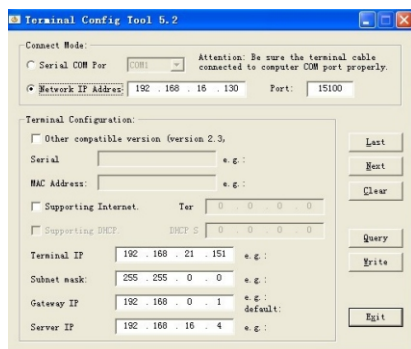 Terminal Config Tool 5.2
Connect Mode:
Serial COM Por COM1
Attention: Be sure the terminal cable
connected to computer COM port properly.
Network IP Addres 192 . 168 . 16 . 130 Port: 15100
Terminal Configuration:
Other compatible version (version 2.3,
Serial e.g.:
MAC Address: e.g.:
Supporting Internet. Ter 0 . 0 . 0 . 0
Supporting DHCP. DHCP S 0 . 0 . 0 . 0
Terminal IP 192 . 168 . 21 . 151 e.g.:
Subnet mask: 255 . 255 . 0 . 0 e.g.:
Gateway IP 192 . 168 . 0 . 1 e.g.:
default:
Server IP 192 . 168 . 16 . 4 e.g.:
Last
Next
Clear
Query
Write
Exit